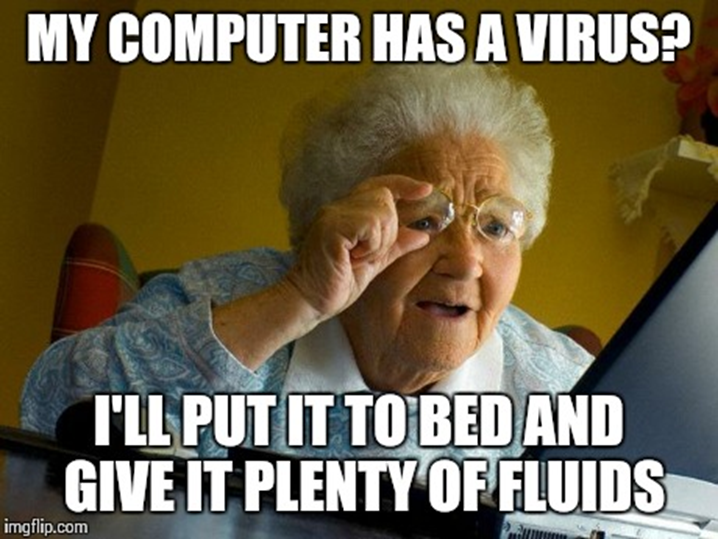 MY COMPUTER HAS A VIRUS?
I'LL PUT IT TO BED AND
GIVE IT PLENTY OF FLUIDS
imgflip.com